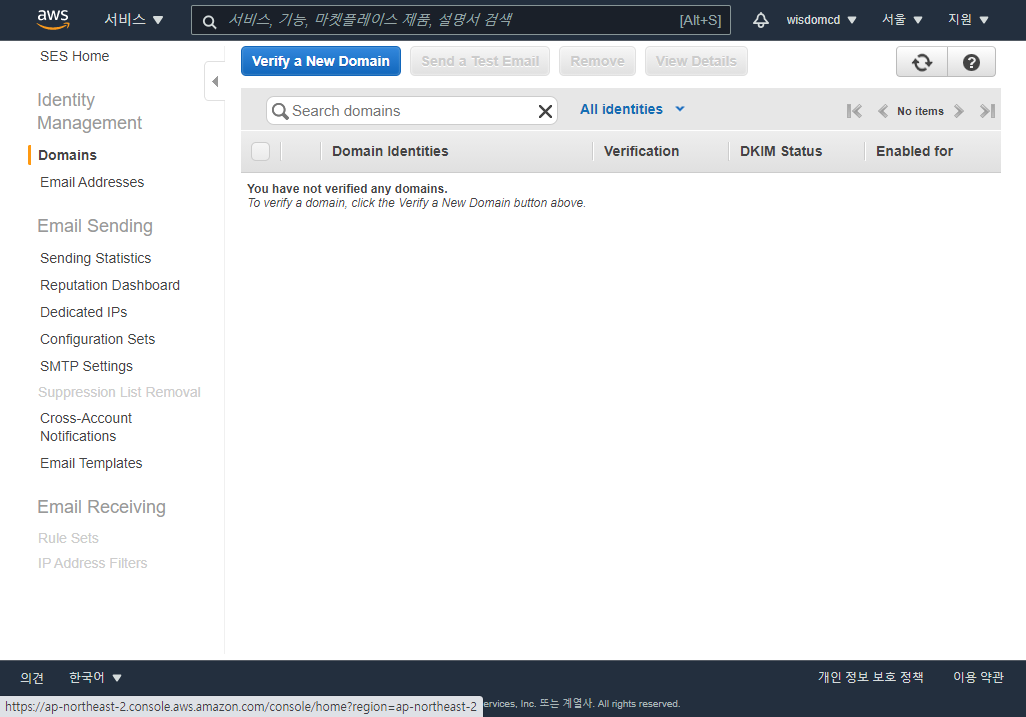 aws 서비스 ▼ 서비스, 기능, 마켓플레이스 제품, 설명서 검색 [Alt+S] wisdomcd ▼ 서울 ▼ 지원 ▼
SES Home
Identity
Management
Domains
Email Addresses
Email Sending
Sending Statistics
Reputation Dashboard
Dedicated IPs
Configuration Sets
SMTP Settings
Suppression List Removal
Cross-Account
Notifications
Email Templates
Email Receiving
Rule Sets
IP Address Filters
Verify a New Domain Send a Test Email Remove View Details
Search domains All identities No items
Domain Identities Verification DKIM Status Enabled for
You have not verified any domains.
To verify a domain, click the Verify a New Domain button above.
의견 한국어 ▼ 개인 정보 보호 정책 이용 약관
https://ap-northeast-2.console.aws.amazon.com/console/home?region=ap-northeast-2 ervices, Inc. 또는 계열사. All rights reserved.